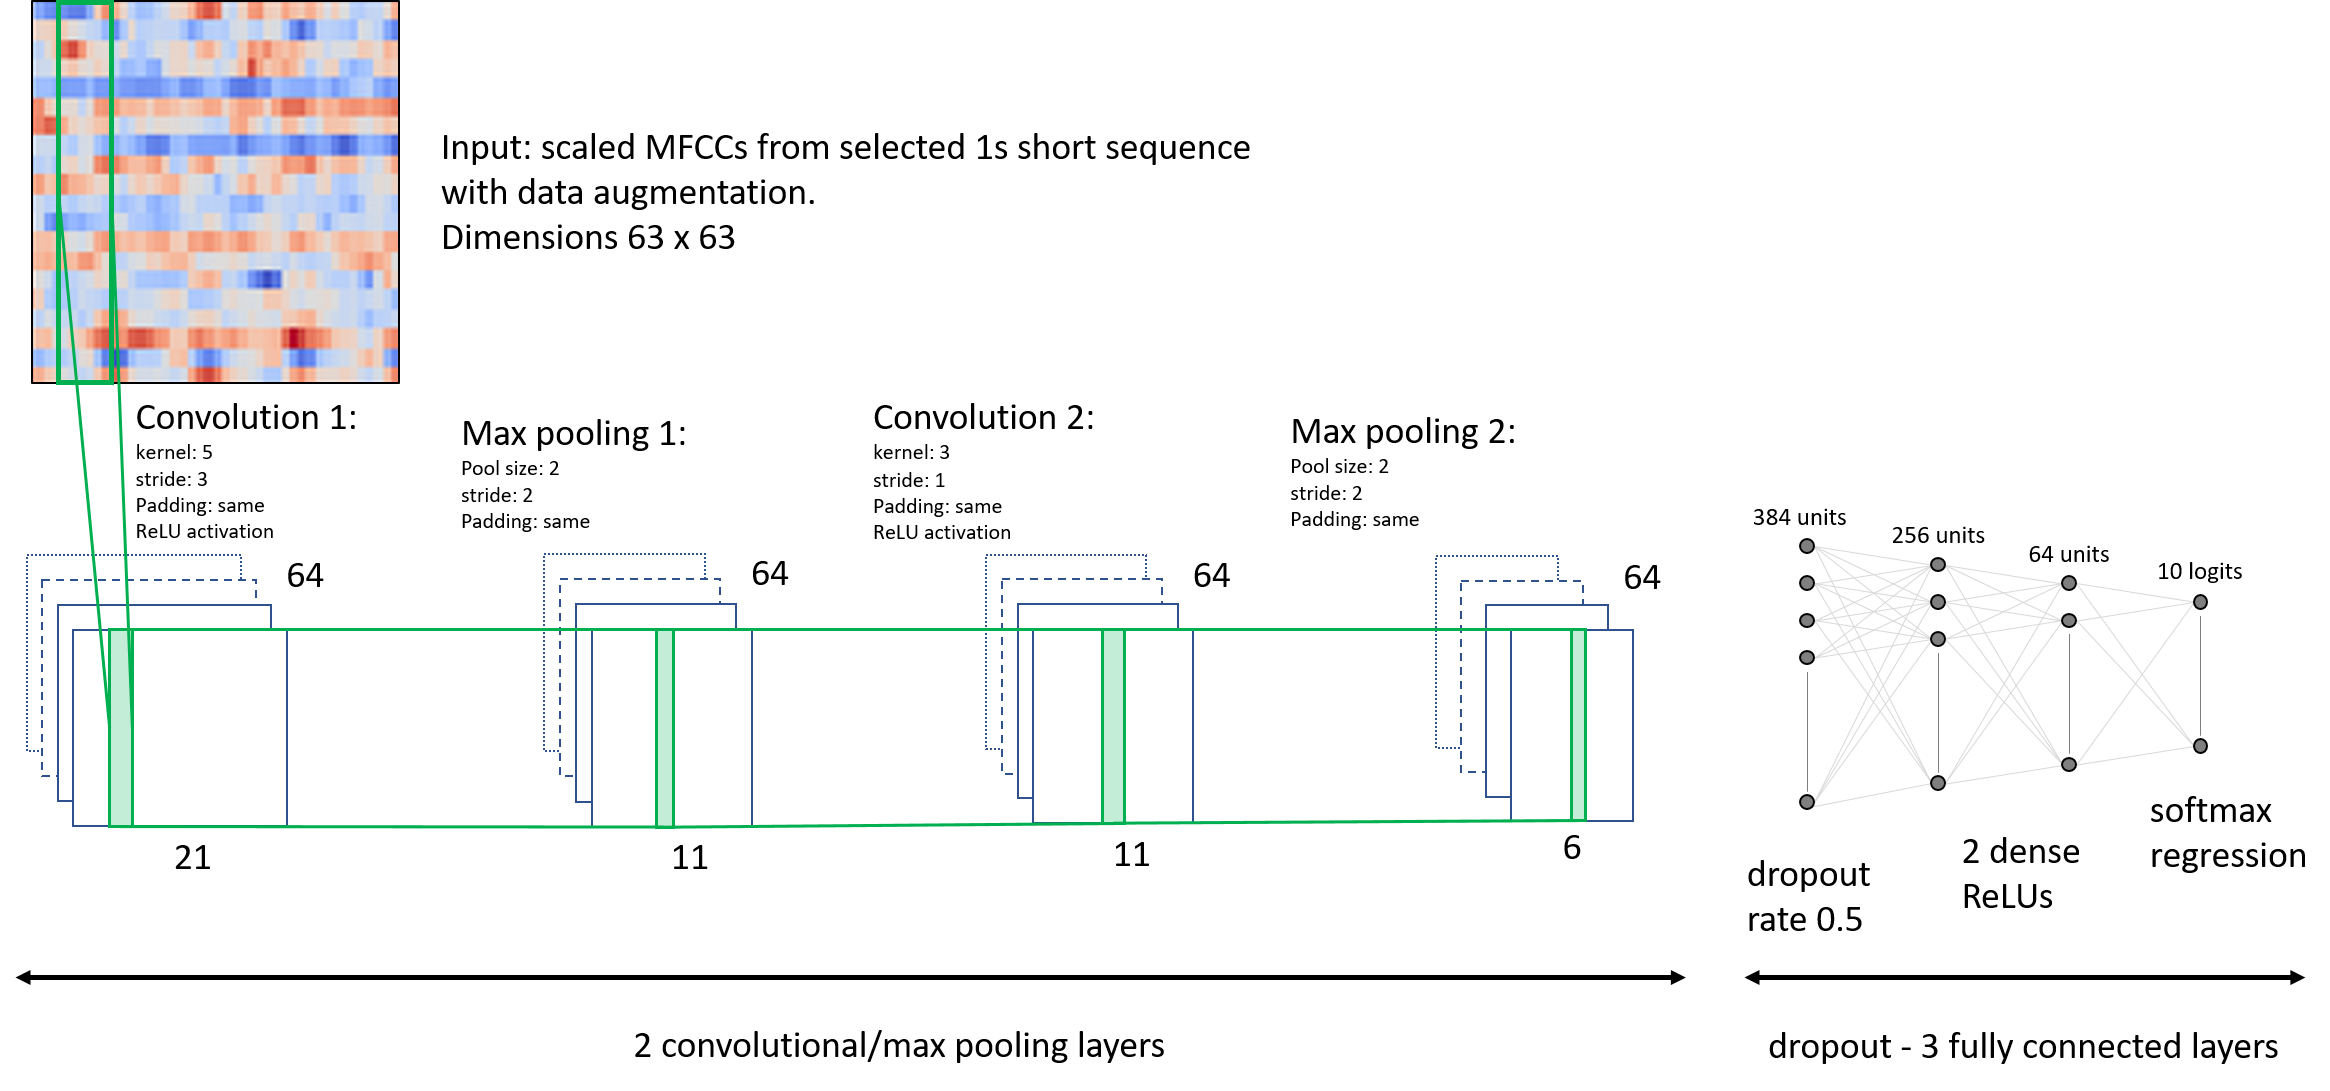 Input: scaled MFCCs from selected 1s short sequence
with data augmentation.
Dimensions 63 x 63
Convolution 1:
kernel: 5
stride: 3
Padding: same
ReLU activation
64
21
Max pooling 1:
Pool size: 2
stride: 2
Padding: same
64
11
Convolution 2:
kernel: 3
stride: 1
Padding: same
ReLU activation
64
11
Max pooling 2:
Pool size: 2
stride: 2
Padding: same
64
6
384 units
256 units
64 units
10 logits
dropout
rate 0.5
2 dense
ReLUs
softmax
regression
2 convolutional/max pooling layers
dropout - 3 fully connected layers